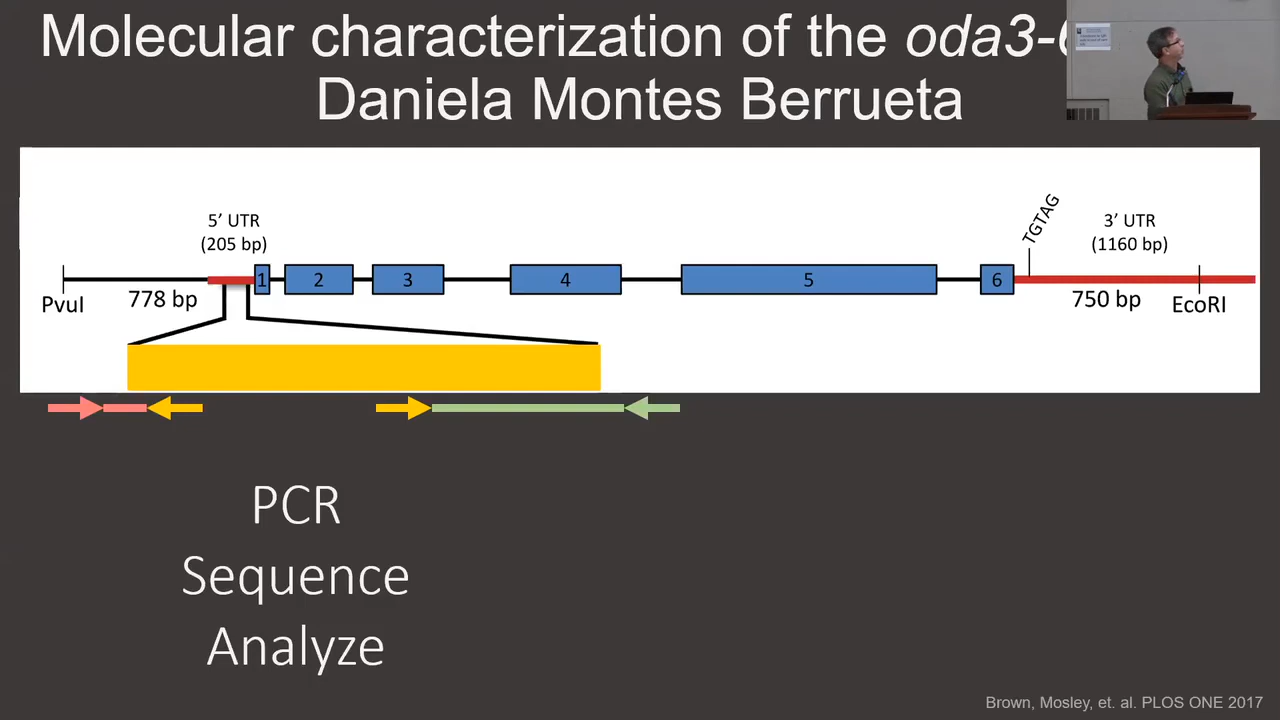 Molecular characterization of the oda3-
Daniela Montes Berrueta
5’ UTR
(205 bp)
TGTAG
3’ UTR
(1160 bp)
1 2 3 4 5 6
PvuI
778 bp
750 bp
EcoRI
PCR
Sequence
Analyze
Brown, Mosley, et. al. PLOS ONE 2017